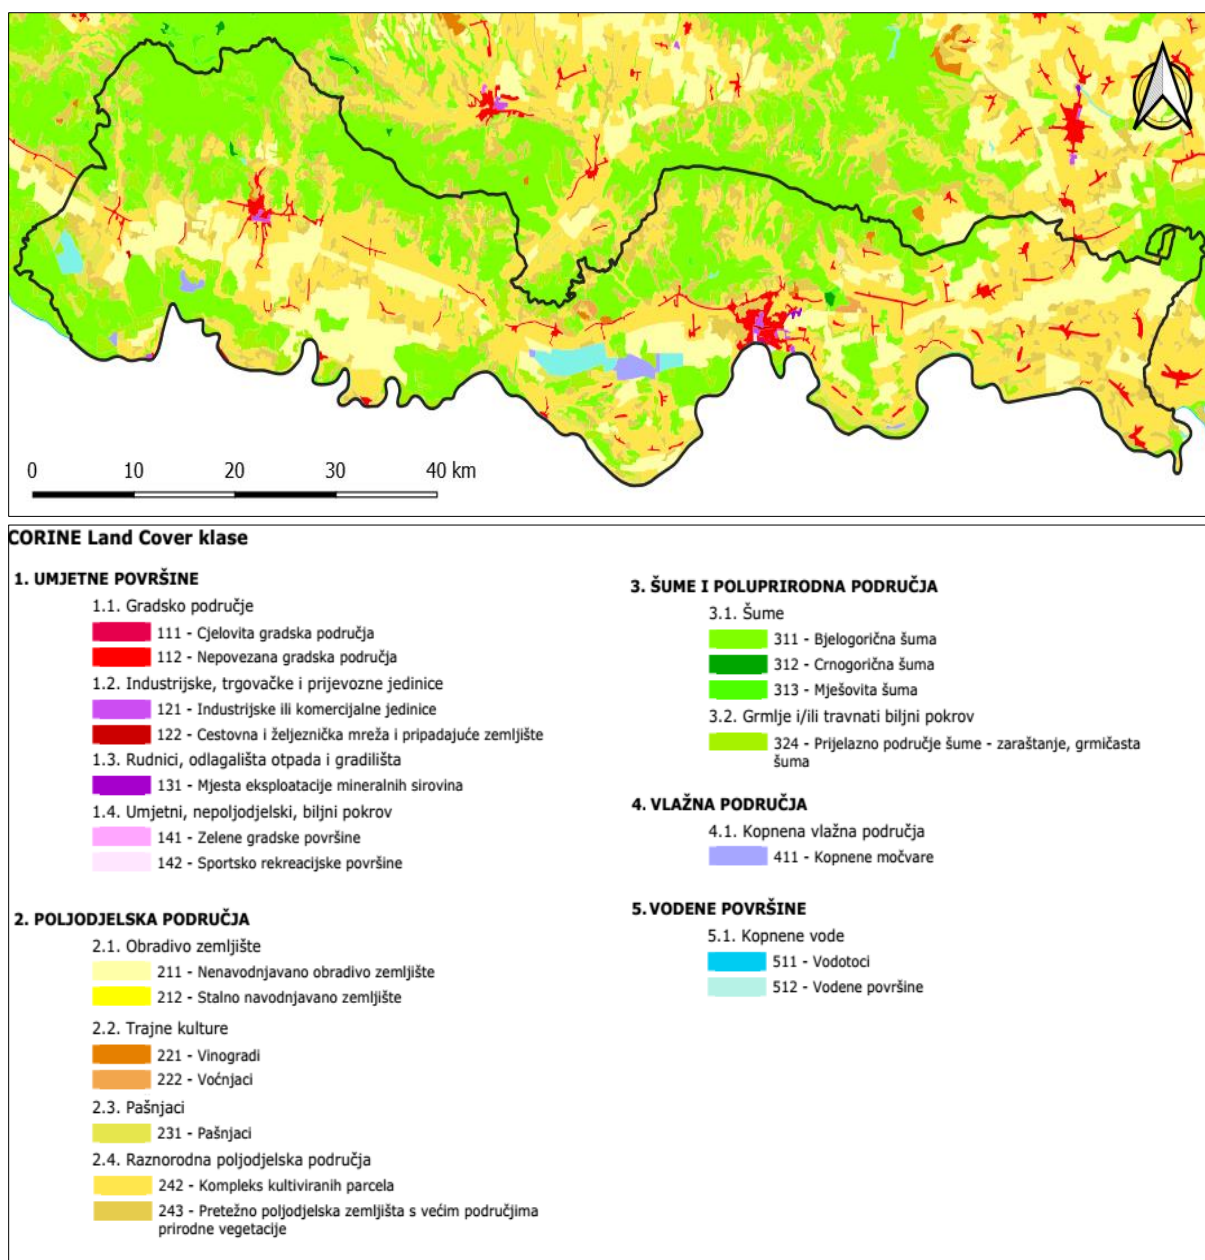 0 10 20 30 40 km
CORINE Land Cover klase
1. UMJETNE POVRŠINE
1.1. Gradsko područje
111 - Cjelovita gradska područja
112 - Nepovezana gradska područja
1.2. Industrijske, trgovačke i prijevozne jedinice
121 - Industrijske ili komercijalne jedinice
122 - Cestovna i željeznička mreža i pripadajuće zemljište
1.3. Rudnici, odlagališta otpada i gradilišta
131 - Mjesta eksploatacije mineralnih sirovina
1.4. Umjetni, nepoljodjelski, biljni pokrov
141 - Zelene gradske površine
142 - Sportsko rekreacijske površine
2. POLJODJELSKA PODRUČJA
2.1. Obradivo zemljište
211 - Nenavodnjavano obradivo zemljište
212 - Stalno navodnjavano zemljište
2.2. Trajne kulture
221 - Vinogradi
222 - Voćnjaci
2.3. Pašnjaci
231 - Pašnjaci
2.4. Raznorodna poljodjelska područja
242 - Kompleks kultiviranih parcela
243 - Pretežno poljodjelska zemljišta s većim područjima
prirodne vegetacije
3. ŠUME I POLUPRIRODNA PODRUČJA
3.1. Šume
311 - Bjelogorična šuma
312 - Crnogorična šuma
313 - Mješovita šuma
3.2. Grmlje i/ili travnati biljni pokrov
324 - Prijelazno područje šume - zaraštanje, grmičasta
šuma
4. VLAŽNA PODRUČJA
4.1. Kopnena vlažna područja
411 - Kopnene močvare
5. VODENE POVRŠINE
5.1. Kopnene vode
511 - Vodotoci
512 - Vodene površine